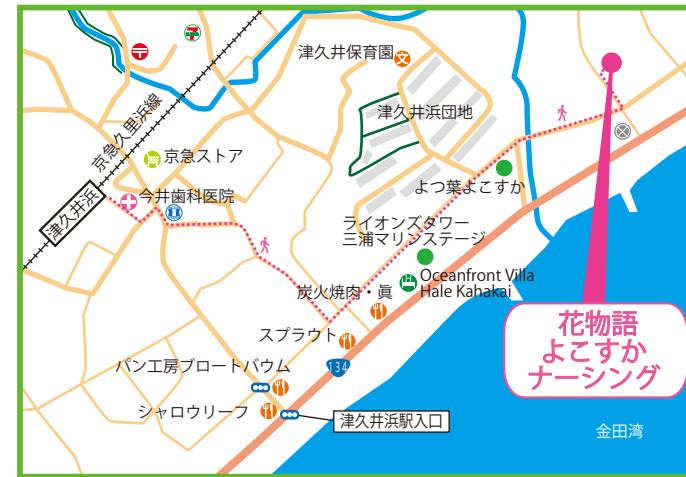 津久井保育園
文
津久井浜団地
京急久里浜線
京急ストア
今井歯科医院
津久井浜
よつ葉よこすか
ライオンズタワー
三浦マリンステージ
Oceanfront Villa
Hale Kahakai
炭火焼肉・眞
スプラウト
134
パン工房ブロートバウム
シャロウリーフ
津久井浜駅入口
花物語
よこすか
ナーシング
金田湾